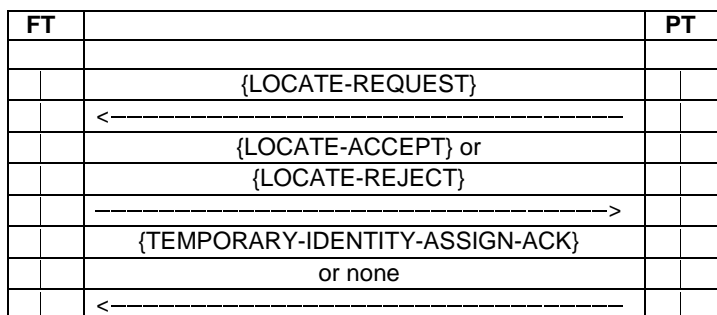 FT PT
{LOCATE-REQUEST}
{LOCATE-ACCEPT} or
{LOCATE-REJECT}
{TEMPORARY-IDENTITY-ASSIGN-ACK}
or none